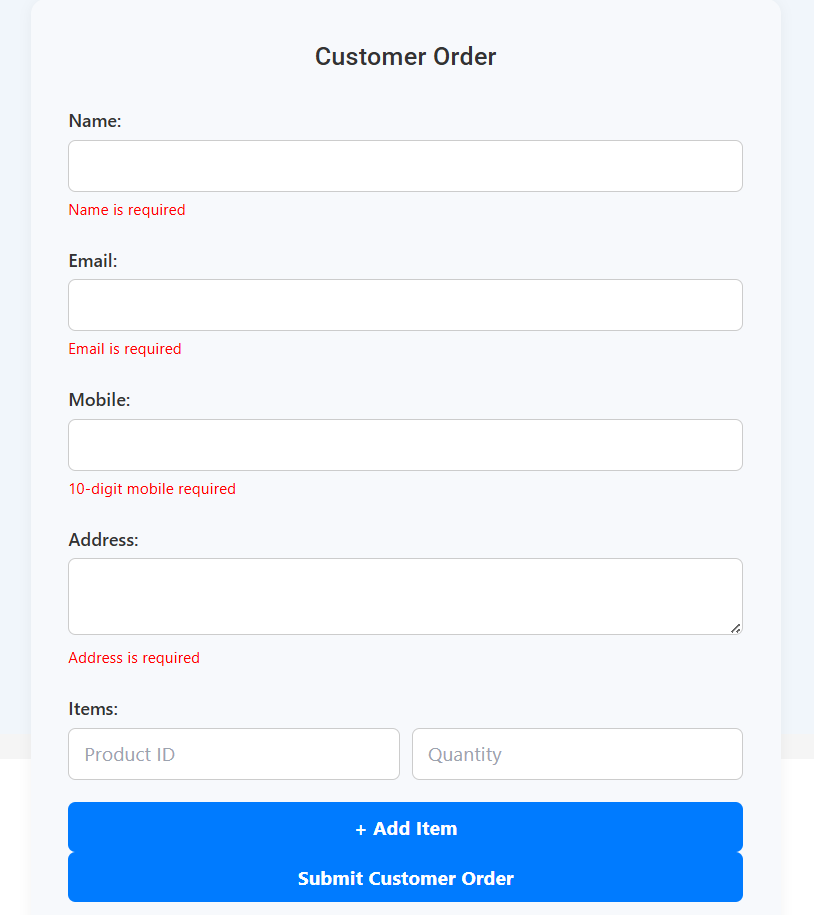 Customer Order
Name:
Name is required
Email:
Email is required
Mobile:
10-digit mobile required
Address:
Address is required
Items:
Product ID Quantity
+ Add Item
Submit Customer Order